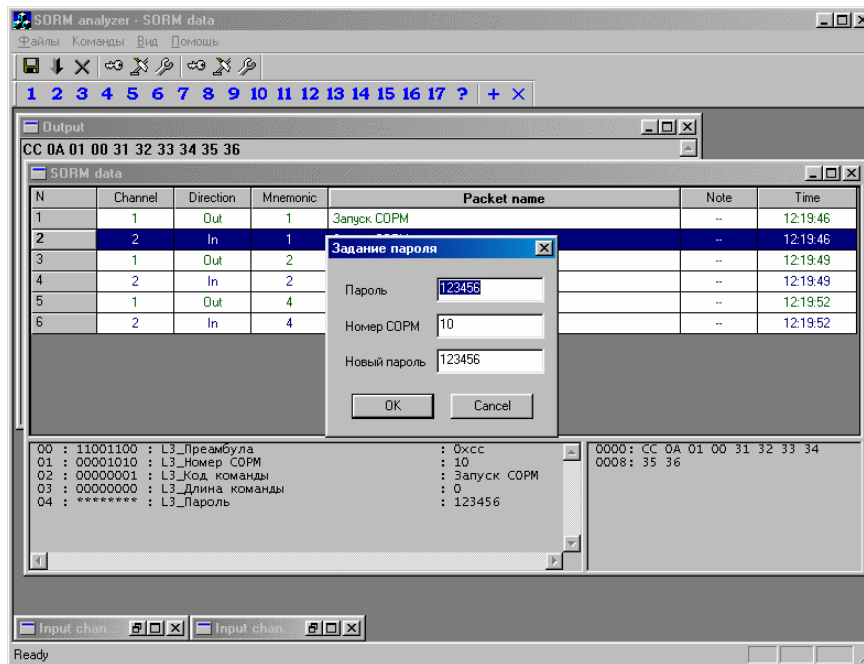 SORM analyzer - SORM data
Файлы Команды Вид Помощь
1 2 3 4 5 6 7 8 9 10 11 12 13 14 15 16 17 ? + ×
Output
CC 0A 01 00 31 32 33 34 35 36
SORM data
N Channel Direction Mnemonic Packet name Note Time
1 1 Out 1 Запуск СОРМ -- 12:19:46
2 2 In 1 -- 12:19:46
3 1 Out 2 -- 12:19:49
4 2 In 2 -- 12:19:49
5 1 Out 4 -- 12:19:52
6 2 In 4 -- 12:19:52
Задание пароля
Пароль 123456
Номер СОРМ 10
Новый пароль 123456
OK Cancel
00 : 11001100 : L3_Преамбула : 0xcc
01 : 00001010 : L3_Номер СОРМ : 10
02 : 00000001 : L3_Код команды : Запуск СОРМ
03 : 00000000 : L3_Длина команды : 0
04 : ******** : L3_Пароль : 123456
0000: CC 0A 01 00 31 32 33 34
0008: 35 36
Input chan... Input chan...
Ready